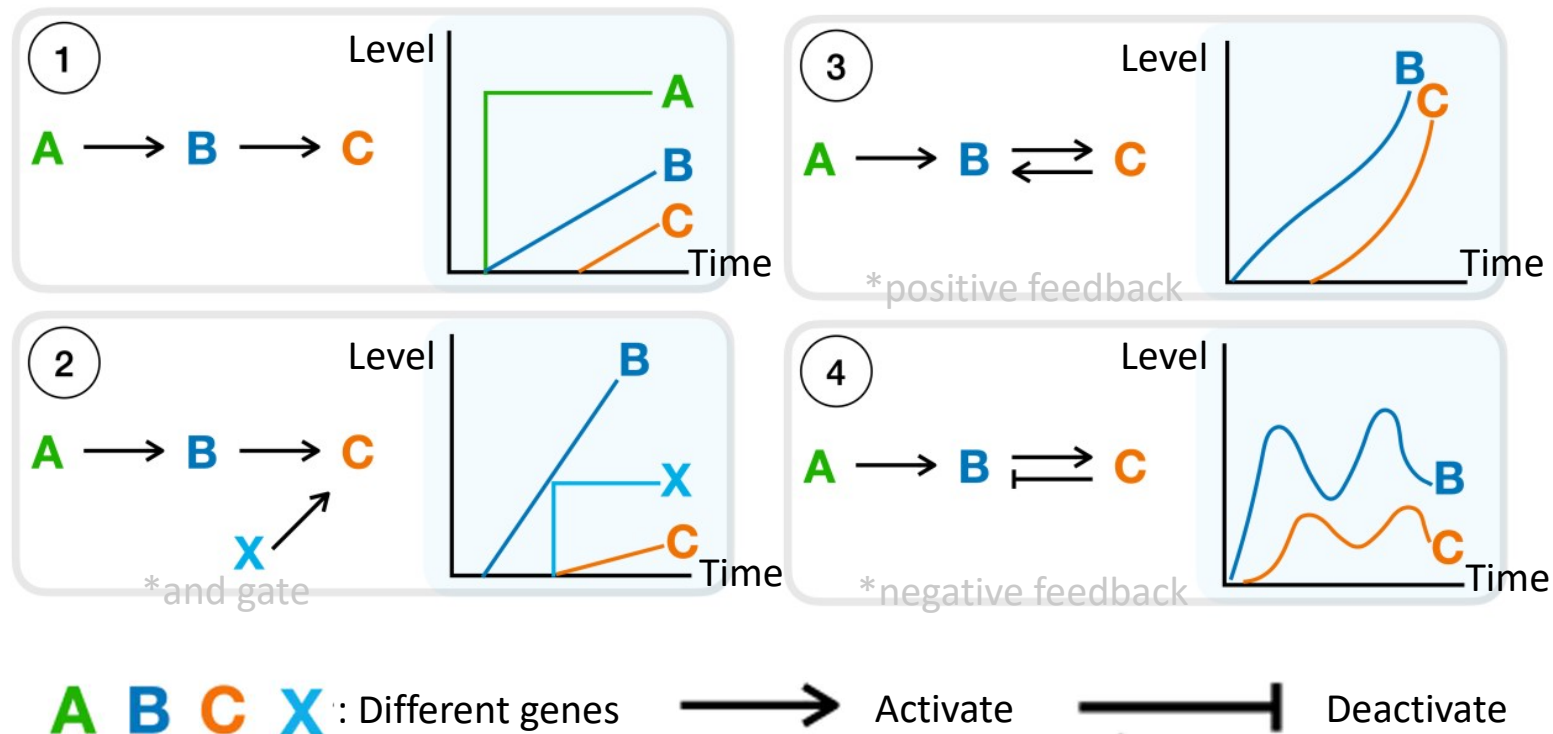 1
Level
A
A B C
B
C
Time
*positive feedback
3
Level
B
C
A B C
Time
2
Level
B
A B C
X
X
C
Time
*and gate
4
Level
A B C
B
C
Time
*negative feedback
A B C X : Different genes
Activate
Deactivate